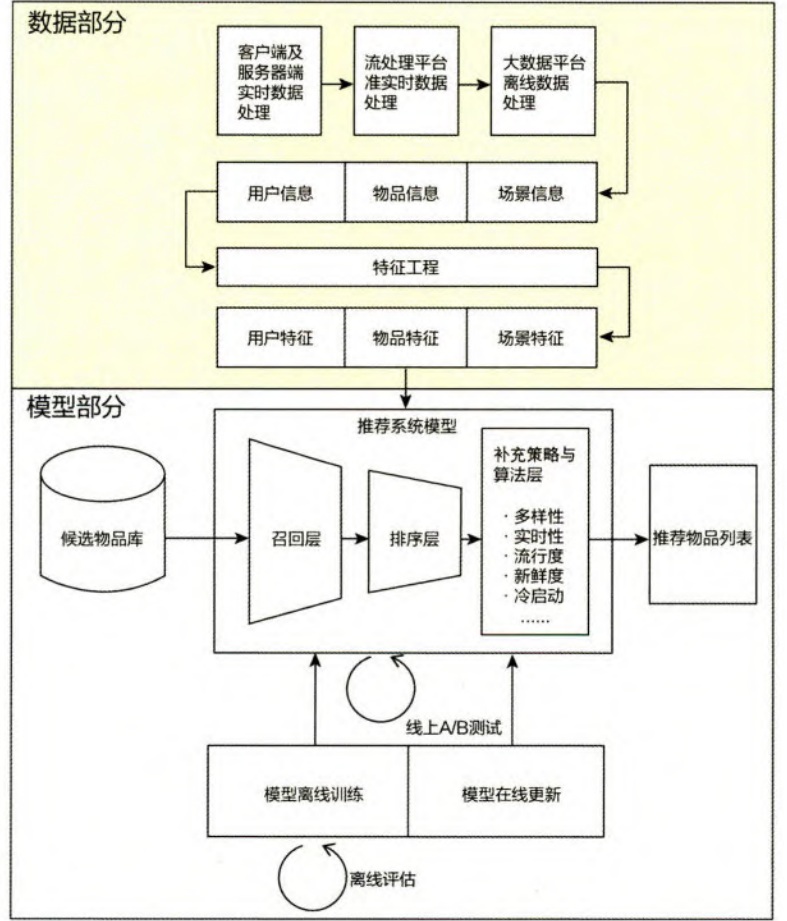 数据部分
客户端及
服务器端
实时数据
处理
流处理平台
准实时数据
处理
大数据平台
离线数据
处理
用户信息
物品信息
场景信息
特征工程
用户特征
物品特征
场景特征
模型部分
推荐系统模型
候选物品库
召回层
排序层
补充策略与
算法层
·多样性
·实时性
·流行度
·新鲜度
·冷启动
……
推荐物品列表
线上A/B测试
模型离线训练
模型在线更新
离线评估